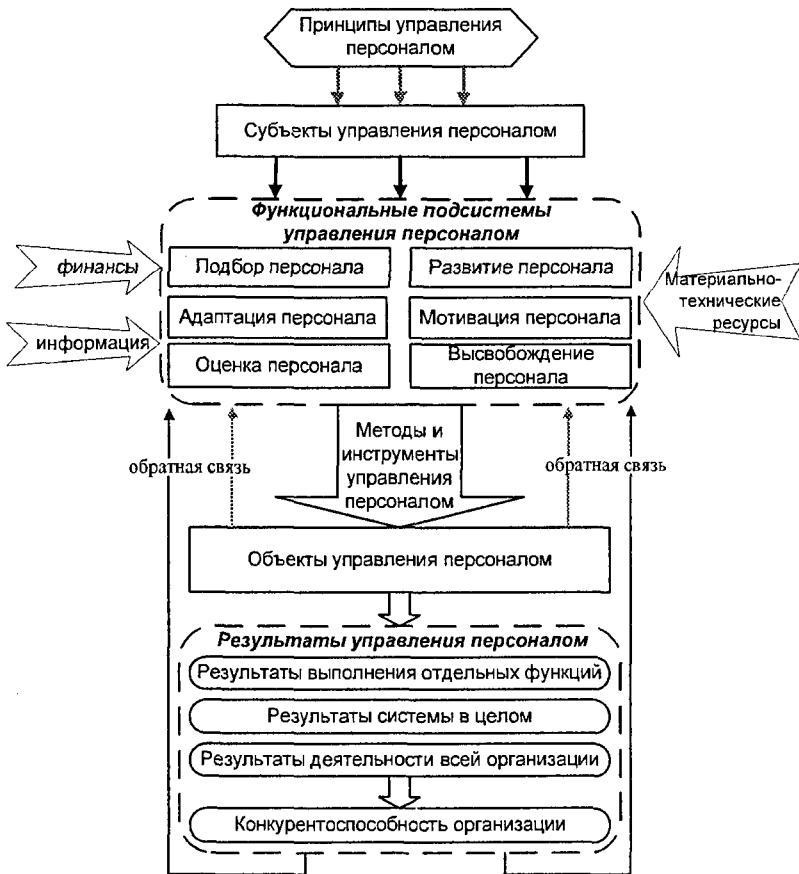 Принципы управления
персоналом
Субъекты управления персоналом
Функциональные подсистемы
управления персоналом
финансы
Подбор персонала
Развитие персонала
Материально-
технические
ресурсы
информация
Адаптация персонала
Мотивация персонала
Оценка персонала
Высвобождение
персонала
Методы и
инструменты
управления
персоналом
обратная связь
обратная связь
Объекты управления персоналом
Результаты управления персоналом
Результаты выполнения отдельных функций
Результаты системы в целом
Результаты деятельности всей организации
Конкурентоспособность организации